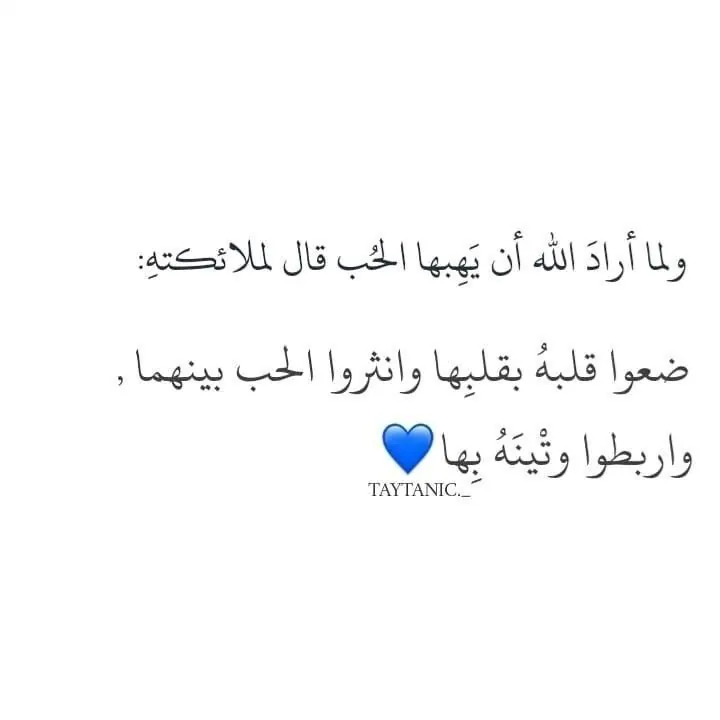 ولما أرادَ الله أن يَهِبها الحُب قال لملائكتهِ:
ضعوا قلبهُ بقلبِها وانثروا الحب بينهما ,
واربطوا وتْينَهُ بِها💙
TAYTANIC._